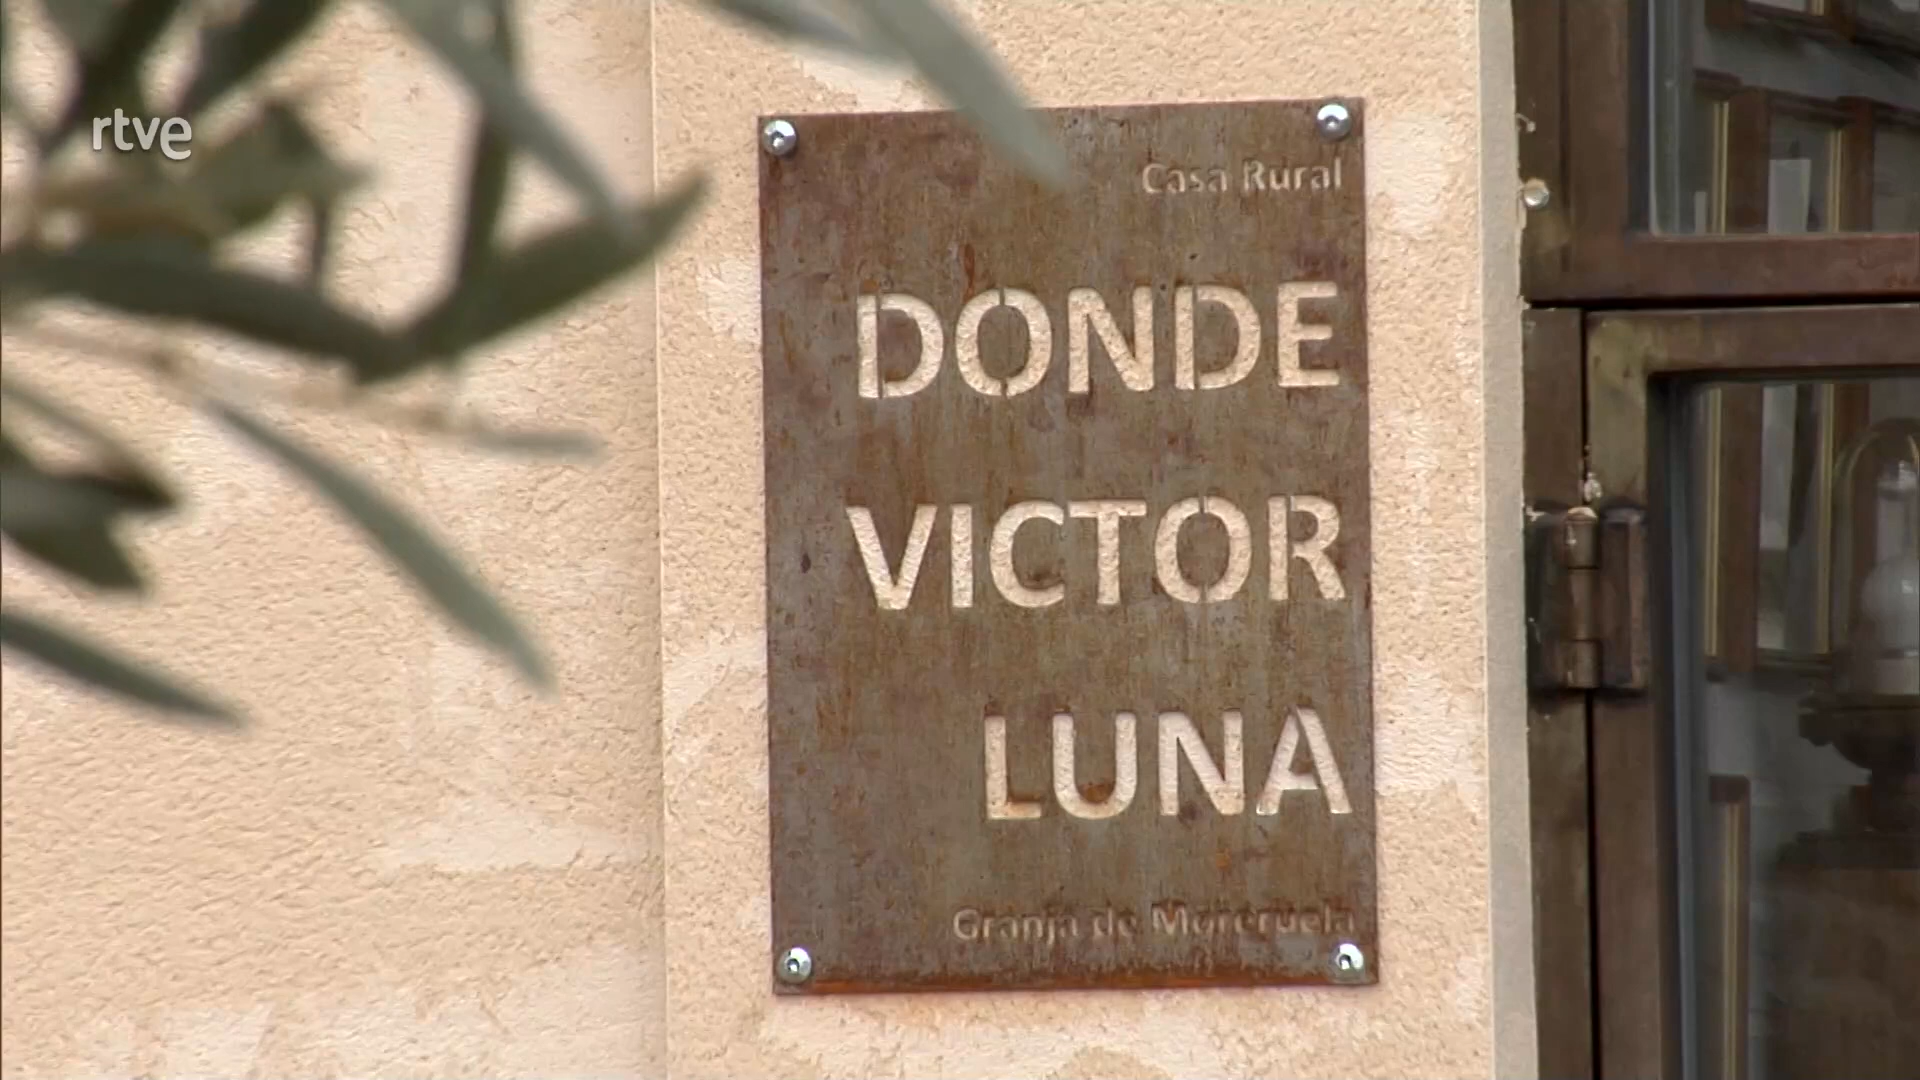 rtve
Casa Rural
DONDE
VICTOR
LUNA
Granja de Moreruela